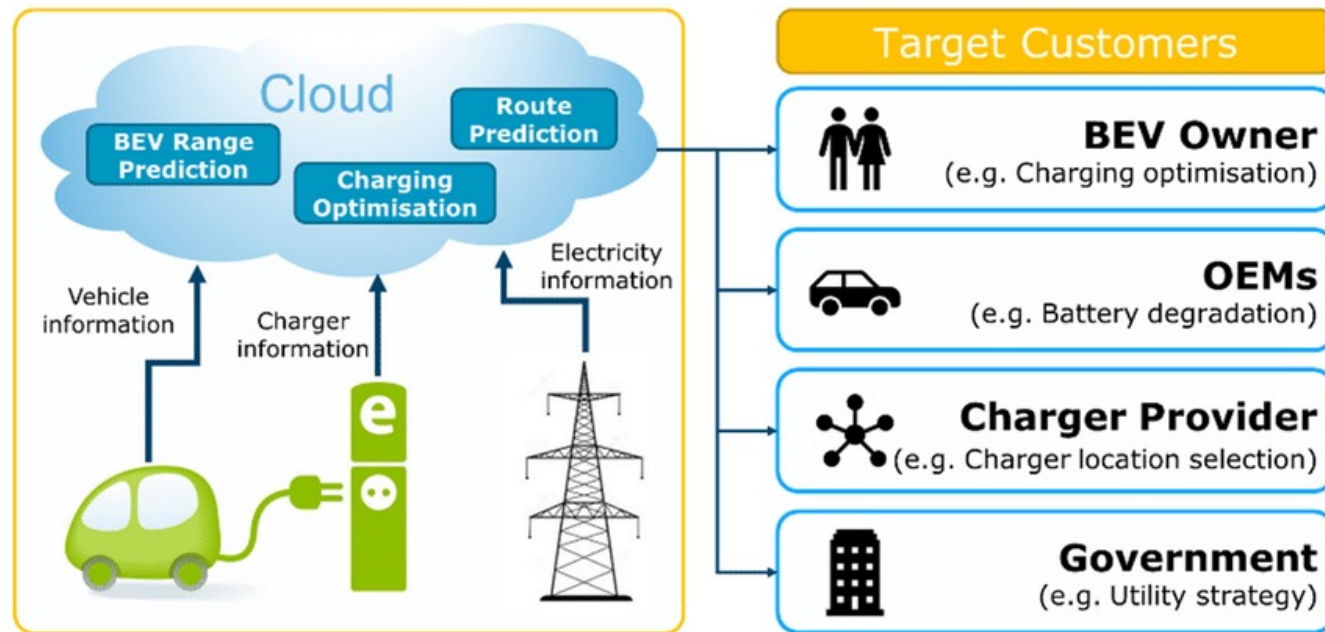 Cloud
BEV Range
Prediction
Charging
Optimisation
Route
Prediction
Vehicle
information
Charger
information
Electricity
information
e
Target Customers
BEV Owner
(e.g. Charging optimisation)
OEMs
(e.g. Battery degradation)
Charger Provider
(e.g. Charger location selection)
Government
(e.g. Utility strategy)